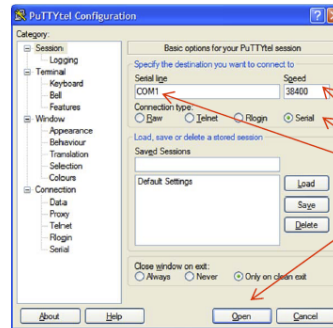 PuTTYtel Configuration
Category:
Session
Logging
Terminal
Keyboard
Bell
Features
Window
Appearance
Behaviour
Translation
Selection
Colours
Connection
Data
Proxy
Telnet
Rlogin
Serial
Basic options for your PuTTYtel session
Specify the destination you want to connect to
Serial line Speed
COM1 38400
Connection type:
Raw Telnet Rlogin Serial
Load, save or delete a stored session
Saved Sessions
Default Settings
Load
Save
Delete
Close window on exit:
Always Never Only on clean exit
About Help Open Cancel